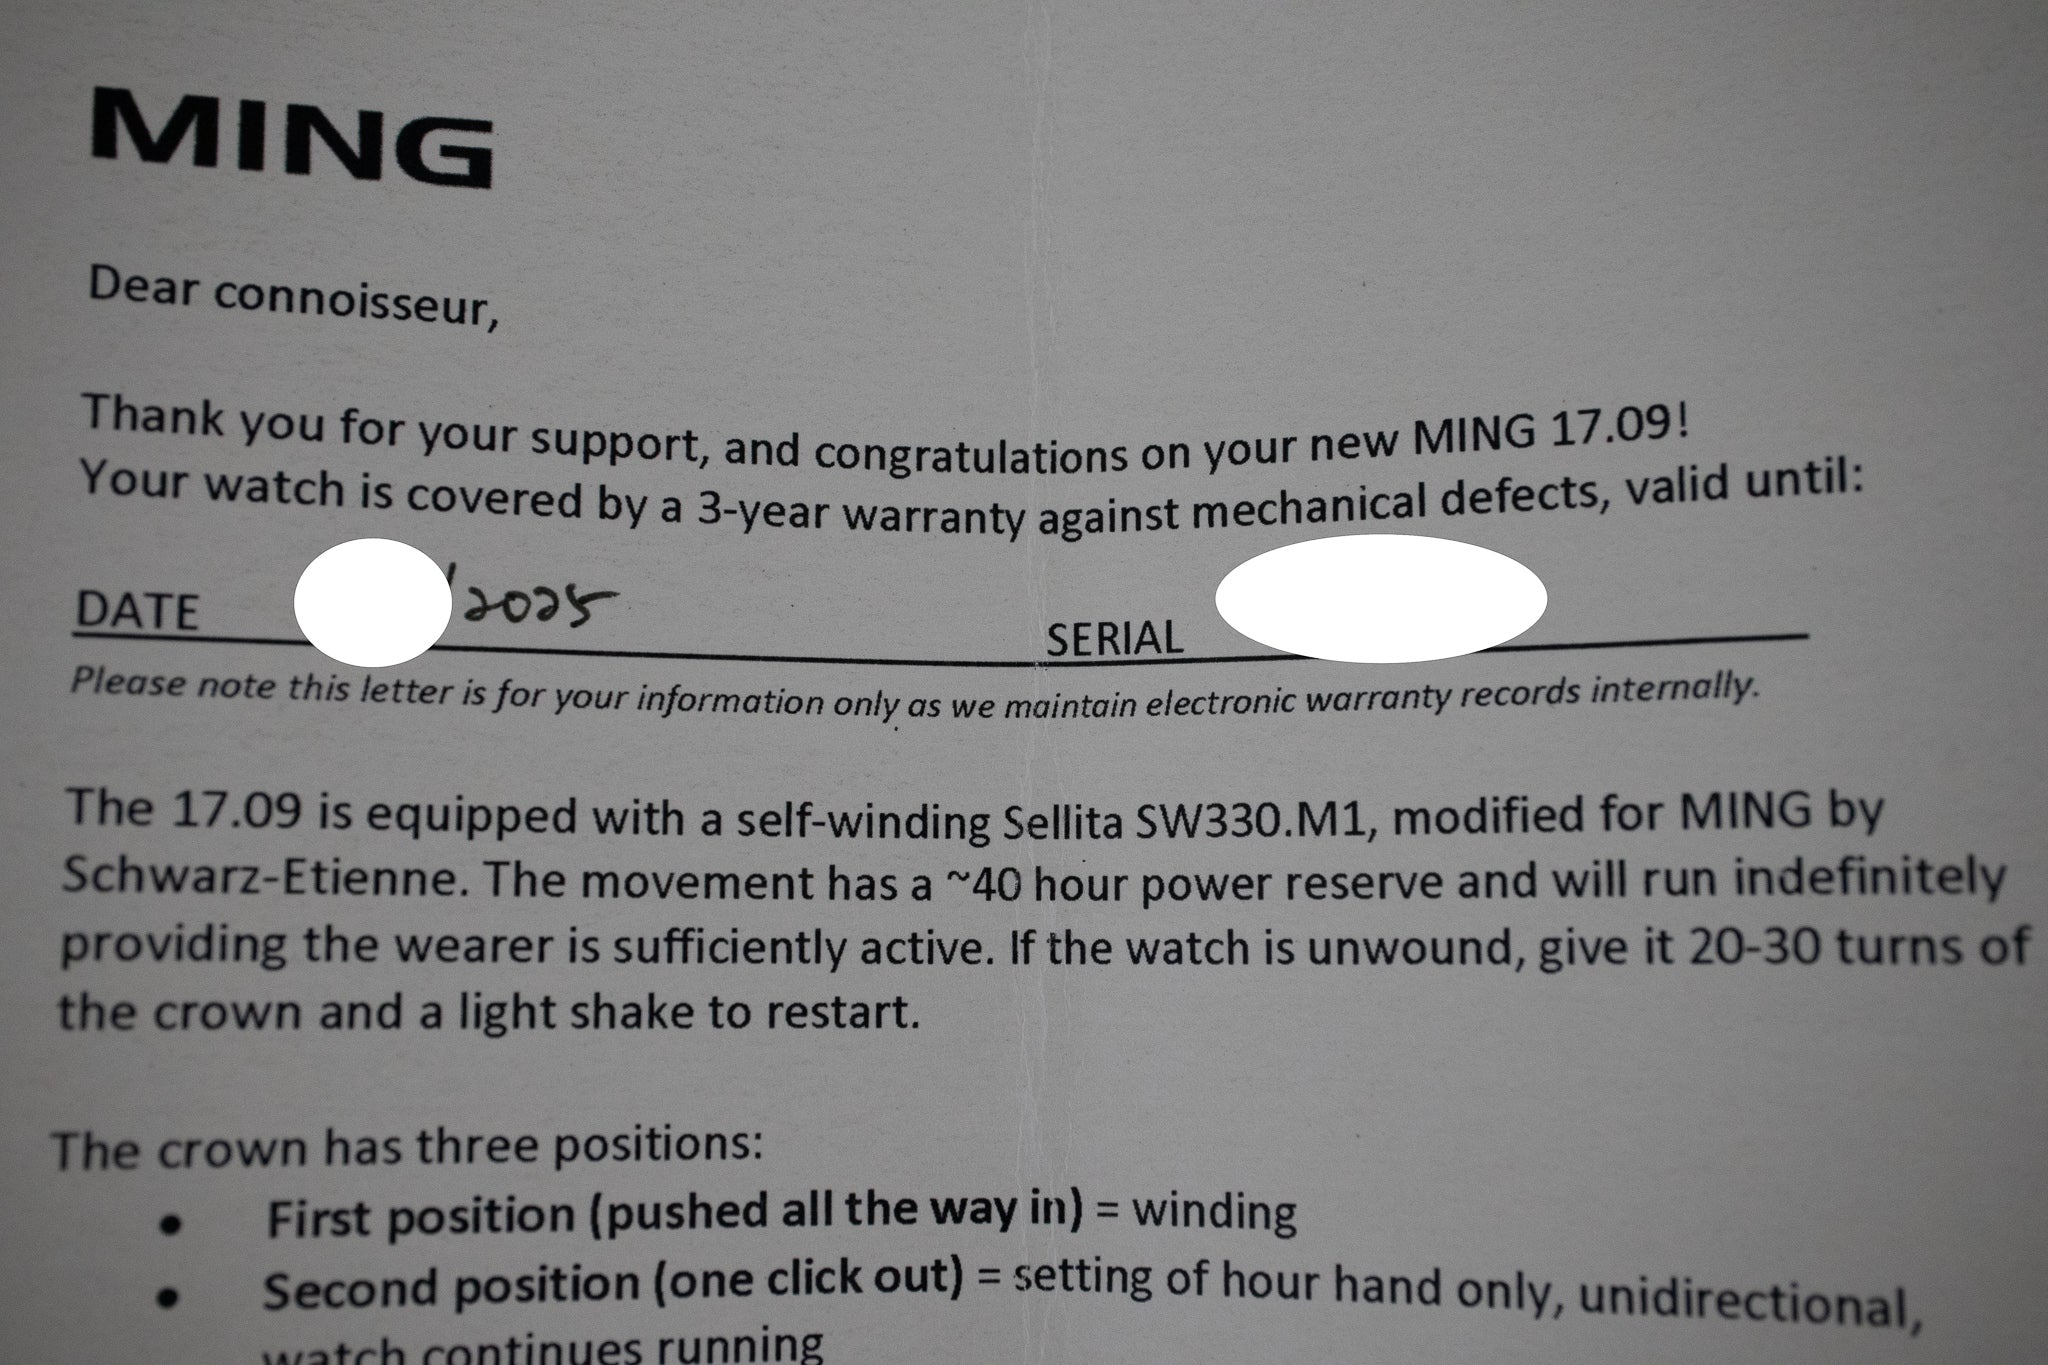 MING
Dear connoisseur,
Thank you for your support, and congratulations on your new MING 17.09!
Your watch is covered by a 3-year warranty against mechanical defects, valid until:
DATE /2025 SERIAL
Please note this letter is for your information only as we maintain electronic warranty records internally.
The 17.09 is equipped with a self-winding Sellita SW330.M1, modified for MING by
Schwarz-Etienne. The movement has a ~40 hour power reserve and will run indefinitely
providing the wearer is sufficiently active. If the watch is unwound, give it 20-30 turns of
the crown and a light shake to restart.
The crown has three positions:
• First position (pushed all the way in) = winding
• Second position (one click out) = setting of hour hand only, unidirectional,
watch continues running